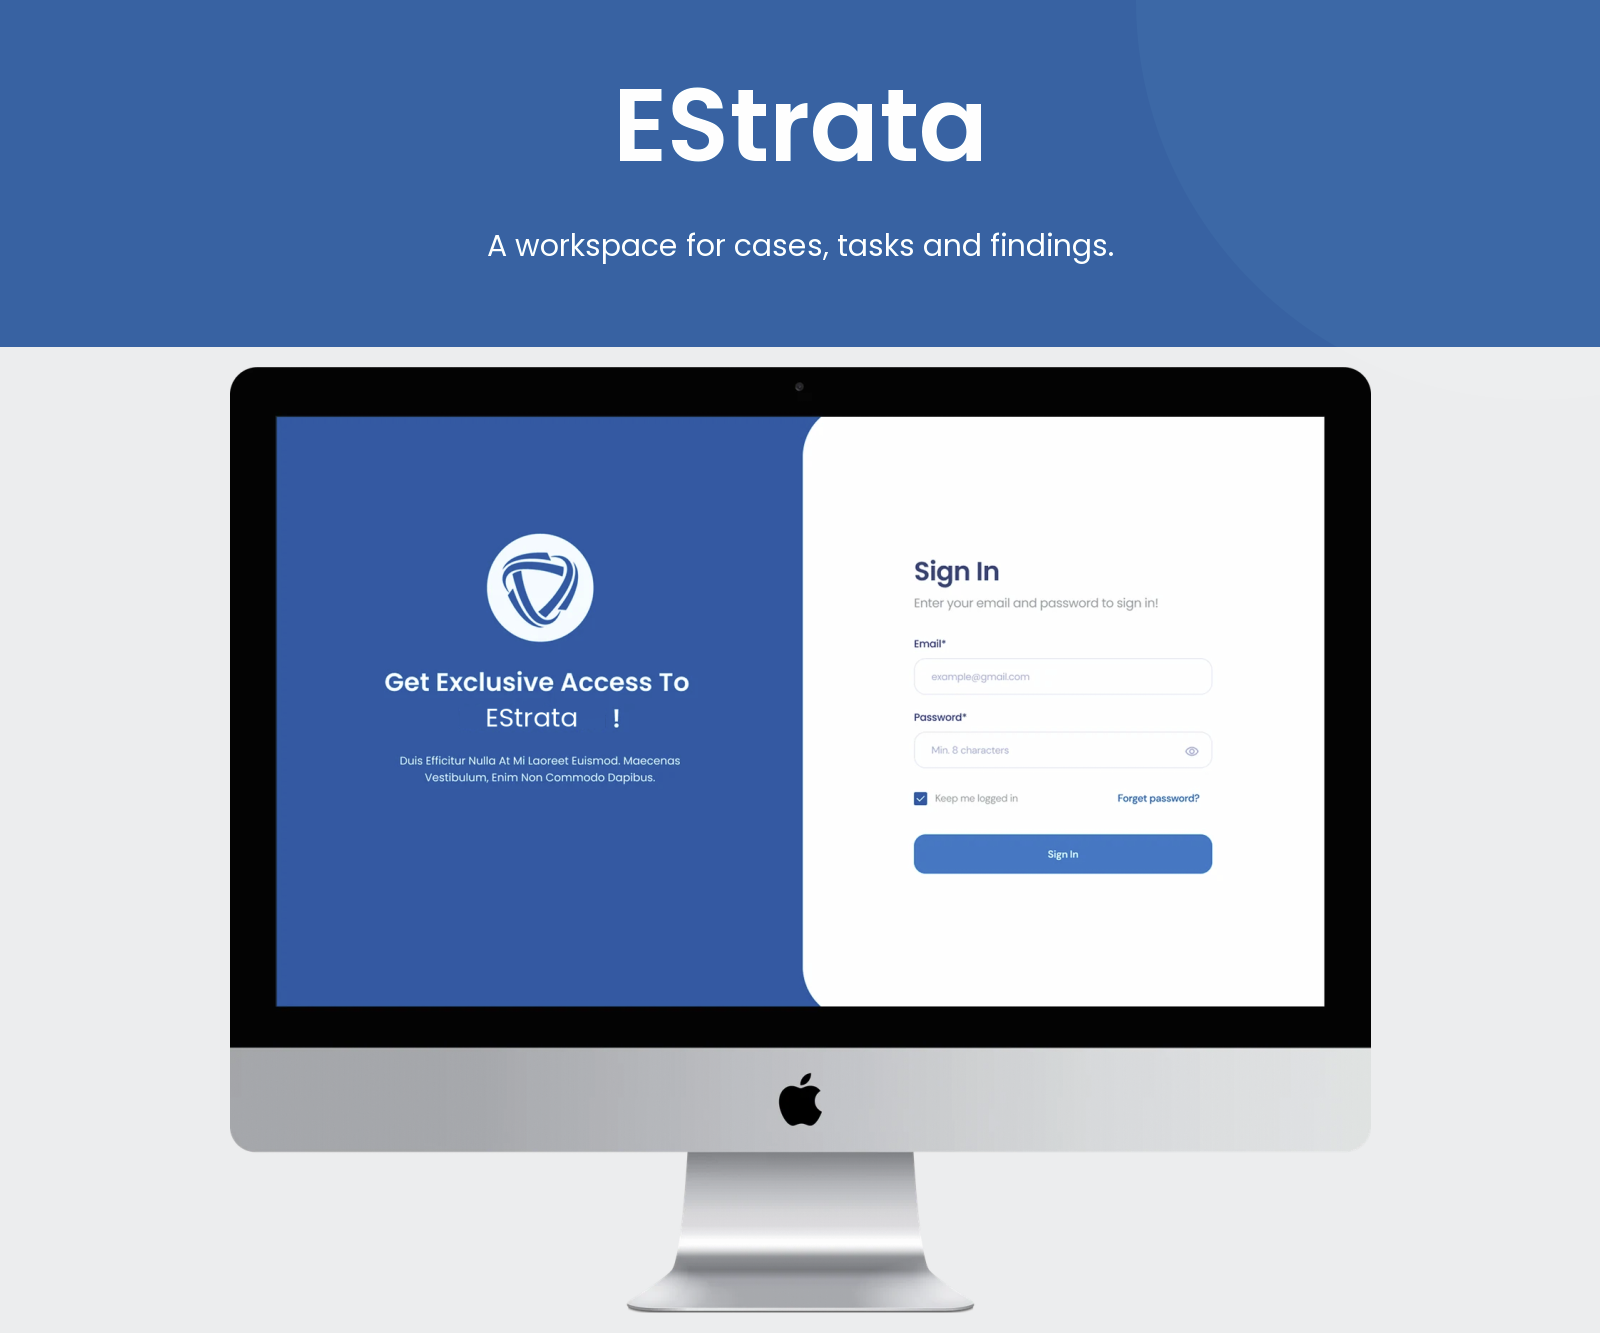 EStrata
A workspace for cases, tasks and findings.
Get Exclusive Access To
EStrata !
Duis Efficitur Nulla At Mi Laoreet Euismod. Maecenas
Vestibulum, Enim Non Commodo Dapibus.
Sign In
Enter your email and password to sign in!
Email*
example@gmail.com
Password*
Min. 8 characters
Keep me logged in
Forget password?
Sign In